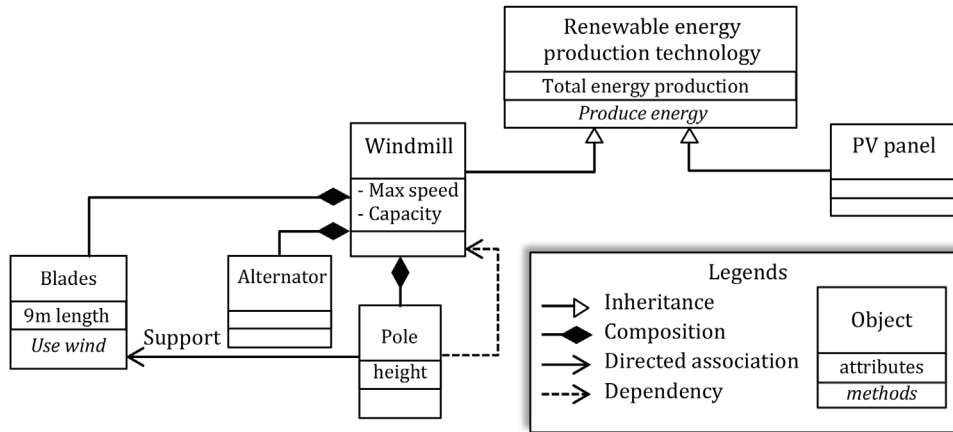 Renewable energy
production technology
Total energy production
Produce energy
Windmill
- Max speed
- Capacity
PV panel
Blades
9m length
Use wind
Alternator
Support
Pole
height
Legends
Inheritance
Composition
Directed association
Dependency
Object
attributes
methods